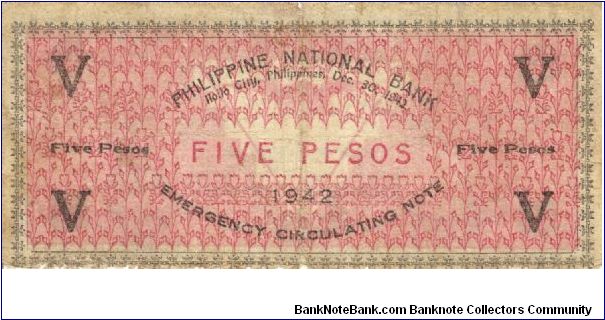 V V
PHILIPPINE NATIONAL BANK
Iloilo City, Philippines, Dec. 1942
Five Pesos FIVE PESOS Five Pesos
1942
V V
EMERGENCY CIRCULATING NOTE
BankNoteBank.com Banknote Collectors Community